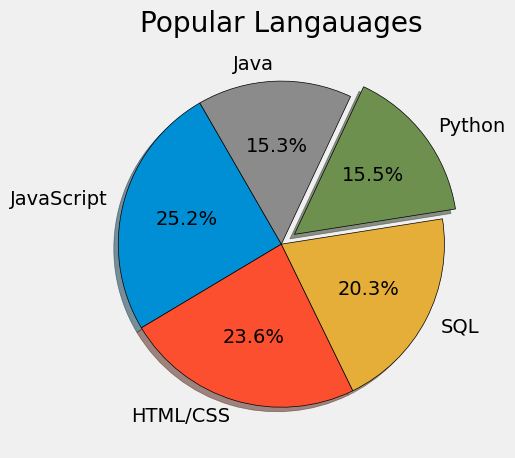 Popular Langauages
Java
Python
15.3%
15.5%
JavaScript
25.2%
20.3%
23.6%
SQL
HTML/CSS